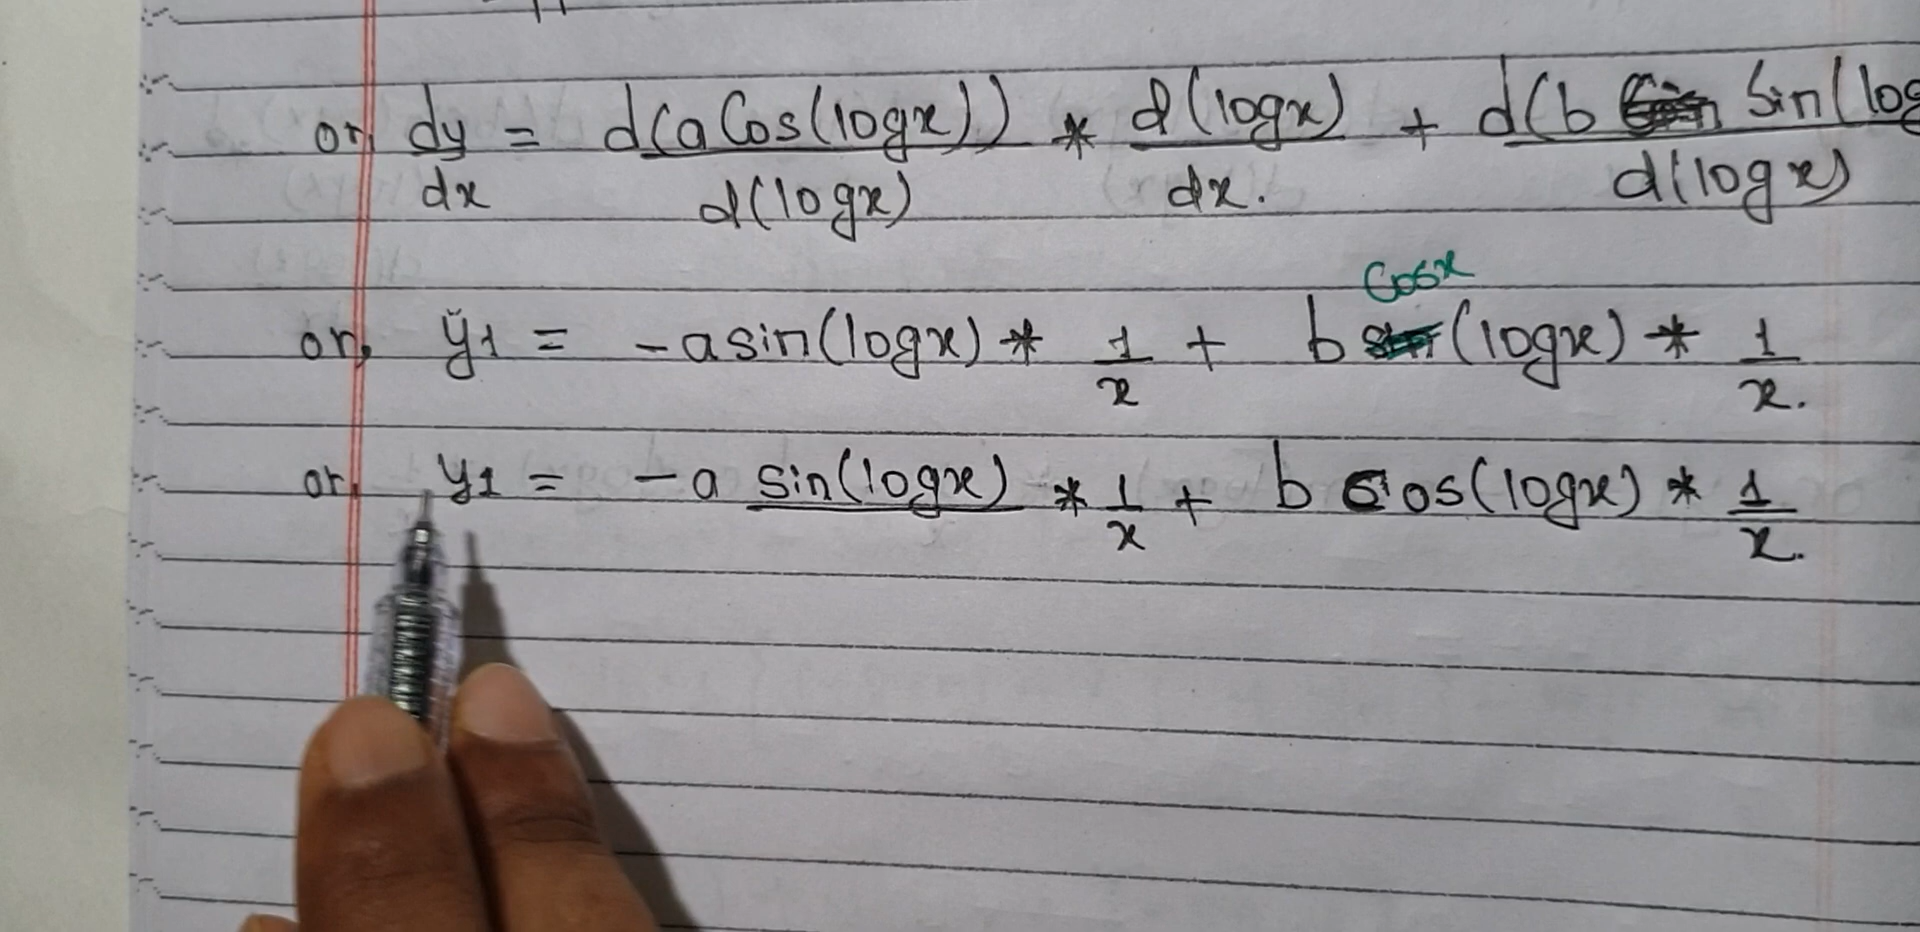 or, dy/dx = d(a Cos(logx))/d(logx) * d(logx)/dx. + d(b Sin(log/d(logx)
Cosx
or, y1 = -asin(logx) * 1/x + b (logx) * 1/x.
or, y1 = -a sin(logx) * 1/x + b Cos(logx) * 1/x.